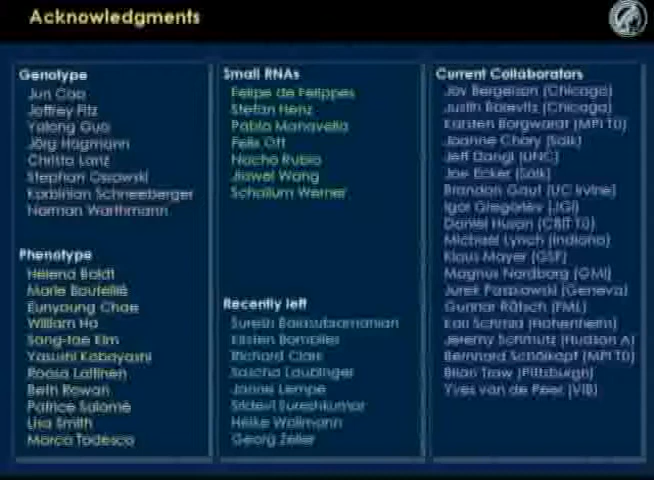 Acknowledgments
Genotype
Jun Cao
Joffrey Fitz
Yalong Guo
Jörg Hagmann
Christa Lanz
Stephan Ossowski
Korbinian Schneeberger
Norman Warthmann
Phenotype
Helena Boldt
Marie Bouteillé
Eunyoung Chae
William Ho
Sang-tae Kim
Yasushi Kobayashi
Roosa Laitinen
Beth Rowan
Patrice Salomé
Lisa Smith
Marco Todesco
Small RNAs
Felipe de Felippes
Stefan Henz
Pablo Manavella
Felix Ott
Nacho Rubio
Jiawei Wang
Schallum Werner
Recently left
Suresh Balasubramanian
Kirsten Bomblies
Richard Clark
Sascha Laubinger
Janne Lempe
Sridevi Sureshkumar
Heike Wollmann
Georg Zeller
Current Collaborators
Joy Bergelson (Chicago)
Justin Borevitz (Chicago)
Karsten Borgwardt (MPI Tü)
Joanne Chory (Salk)
Jeff Dangl (UNC)
Joe Ecker (Salk)
Brandon Gaut (UC Irvine)
Igor Grigoriev (JGI)
Daniel Huson (CBIT Tü)
Michael Lynch (Indiana)
Klaus Mayer (GSF)
Magnus Nordborg (GMI)
Jurek Paszkowski (Geneva)
Gunnar Rätsch (FML)
Karl Schmid (Hohenheim)
Jeremy Schmutz (Hudson A)
Bernhard Schölkopf (MPI Tü)
Brian Traw (Pittsburgh)
Yves van de Peer (VIB)